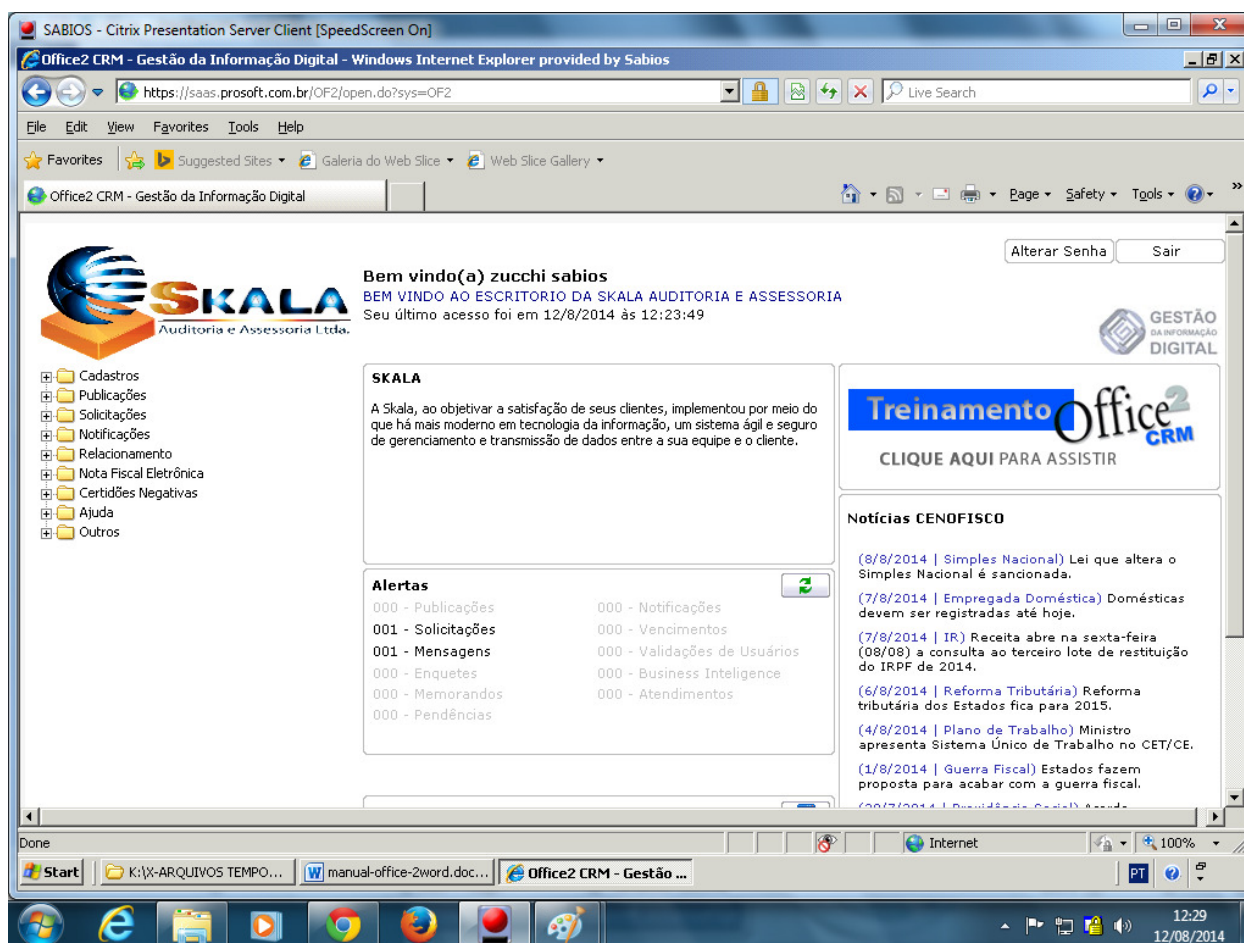 SABIOS - Citrix Presentation Server Client [SpeedScreen On]
Office2 CRM - Gestão da Informação Digital - Windows Internet Explorer provided by Sabios
https://saas.prosoft.com.br/OF2/open.do?sys=OF2
Live Search
File Edit View Favorites Tools Help
Favorites Suggested Sites Galeria do Web Slice Web Slice Gallery
Office2 CRM - Gestão da Informação Digital
Page Safety Tools
Alterar Senha Sair
ESKALA
Auditoria e Assessoria Ltda.
Bem vindo(a) zucchi sabios
BEM VINDO AO ESCRITORIO DA SKALA AUDITORIA E ASSESSORIA
Seu último acesso foi em 12/8/2014 às 12:23:49
GESTÃO
DA INFORMAÇÃO
DIGITAL
Cadastros
Publicações
Solicitações
Notificações
Relacionamento
Nota Fiscal Eletrônica
Certidões Negativas
Ajuda
Outros
SKALA
A Skala, ao objetivar a satisfação de seus clientes, implementou por meio do
que há mais moderno em tecnologia da informação, um sistema ágil e seguro
de gerenciamento e transmissão de dados entre a sua equipe e o cliente.
Alertas
000 - Publicações 000 - Notificações
001 - Solicitações 000 - Vencimentos
001 - Mensagens 000 - Validações de Usuários
000 - Enquetes 000 - Business Inteligence
000 - Memorandos 000 - Atendimentos
000 - Pendências
Treinamento Office2
CRM
CLIQUE AQUI PARA ASSISTIR
Notícias CENOFISCO
(8/8/2014 | Simples Nacional) Lei que altera o
Simples Nacional é sancionada.
(7/8/2014 | Empregada Doméstica) Domésticas
devem ser registradas até hoje.
(7/8/2014 | IR) Receita abre na sexta-feira
(08/08) a consulta ao terceiro lote de restituição
do IRPF de 2014.
(6/8/2014 | Reforma Tributária) Reforma
tributária dos Estados fica para 2015.
(4/8/2014 | Plano de Trabalho) Ministro
apresenta Sistema Único de Trabalho no CET/CE.
(1/8/2014 | Guerra Fiscal) Estados fazem
proposta para acabar com a guerra fiscal.
Done Internet 100%
Start K:\X-ARQUIVOS TEMPO... manual-office-2word.doc... Office2 CRM - Gestão ... PT
12:29
12/08/2014